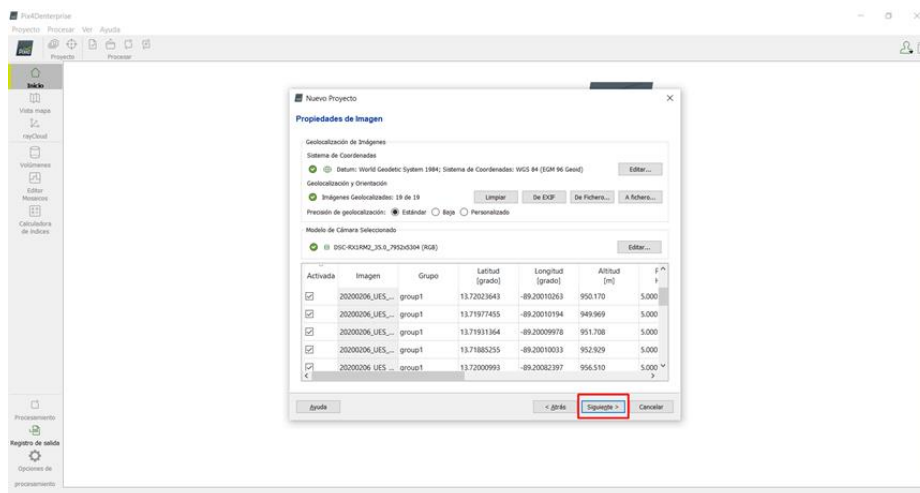 Pix4Denterprise
Proyecto Procesar Ver Ayuda
Proyecto Procesar
Inicio
Vista mapa
rayCloud
Volúmenes
Editor Mosaicos
Calculadora de índices
Procesamiento
Registro de salida
Opciones de procesamiento
Nuevo Proyecto
Propiedades de Imagen
Geolocalización de Imágenes
Sistema de Coordenadas
Datum: World Geodetic System 1984; Sistema de Coordenadas: WGS 84 (EGM 96 Geoid) Editar...
Geolocalización y Orientación
Imágenes Geolocalizadas: 19 de 19 Limpiar De EXIF De Fichero... A fichero...
Precisión de geolocalización: Estándar Baja Personalizado
Modelo de Cámara Seleccionado
DSC-RX1RM2_35.0_7952x5304 (RGB) Editar...
Activada Imagen Grupo Latitud [grado] Longitud [grado] Altitud [m]
20200206_UES_... group1 13.72023643 -89.20010263 950.170 5.000
20200206_UES_... group1 13.71977455 -89.20010194 949.969 5.000
20200206_UES_... group1 13.71931364 -89.20009978 951.708 5.000
20200206_UES_... group1 13.71885255 -89.20010033 952.929 5.000
20200206_UES_... group1 13.72000993 -89.20082397 956.510 5.000
Ayuda < Atrás Siguiente > Cancelar